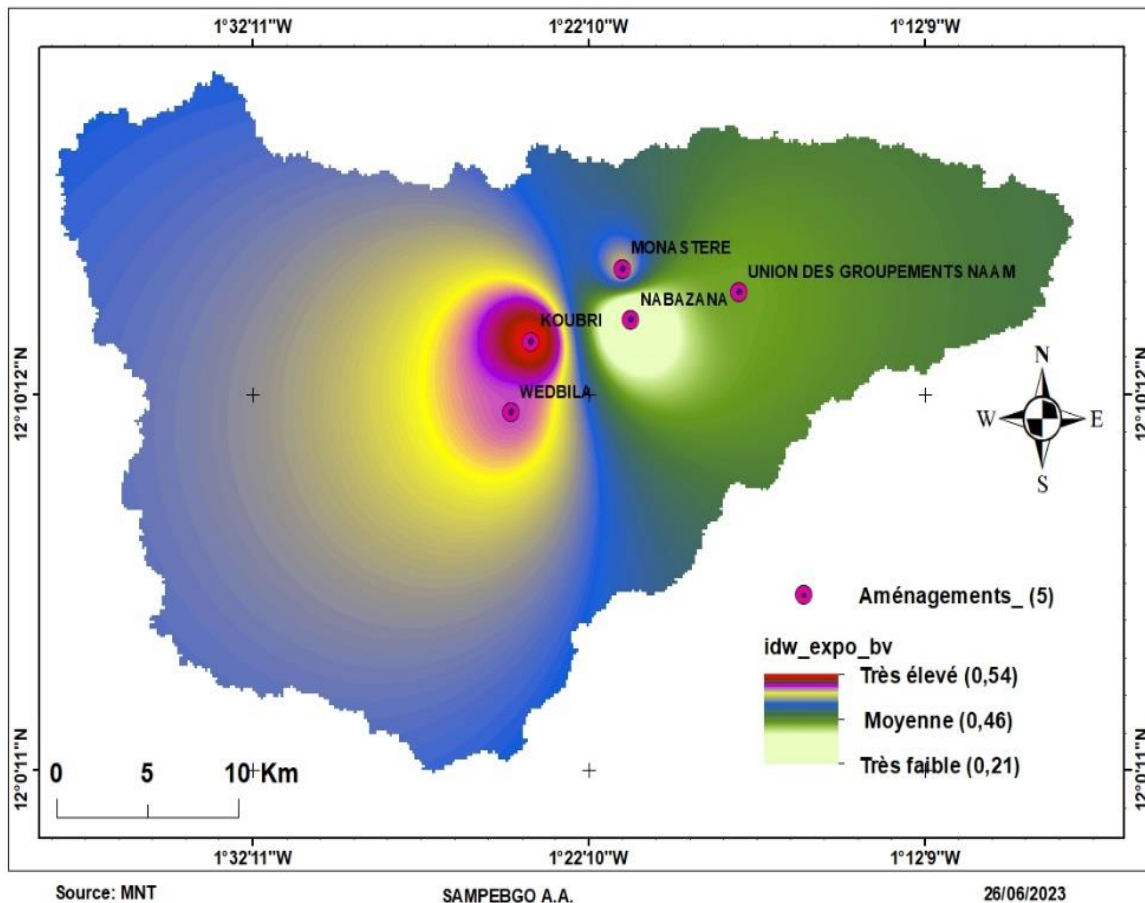 1°32'11"W 1°22'10"W 1°12'9"W
MONASTERE
UNION DES GROUPEMENTS NAAM
NABAZANA
KOUBRI
WEDBILA
12°10'12"N 12°10'12"N
N
W E
S
Aménagements_ (5)
idw_expo_bv
Très élevé (0,54)
Moyenne (0,46)
Très faible (0,21)
0 5 10 Km
12°0'11"N 12°0'11"N
1°32'11"W 1°22'10"W 1°12'9"W
Source: MNT SAMPEBGO A.A. 26/06/2023